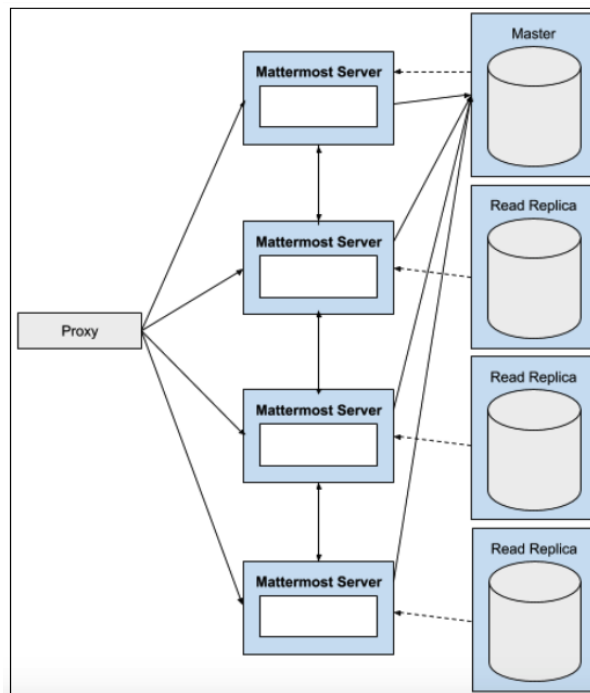 Master
Mattermost Server
Read Replica
Mattermost Server
Proxy
Read Replica
Mattermost Server
Read Replica
Mattermost Server